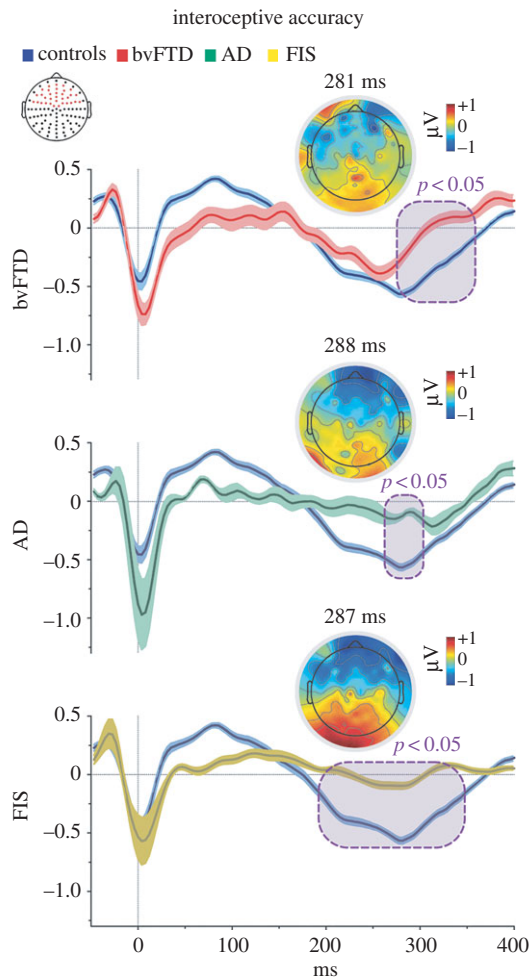 interoceptive accuracy
controls bvFTD AD FIS
281 ms
μV
+1
0
−1
p < 0.05
0.5
0
−0.5
−1.0
bvFTD
288 ms
μV
+1
0
−1
p < 0.05
0.5
0
−0.5
−1.0
AD
287 ms
μV
+1
0
−1
p < 0.05
0.5
0
−0.5
−1.0
FIS
0 100 200 300 400
ms